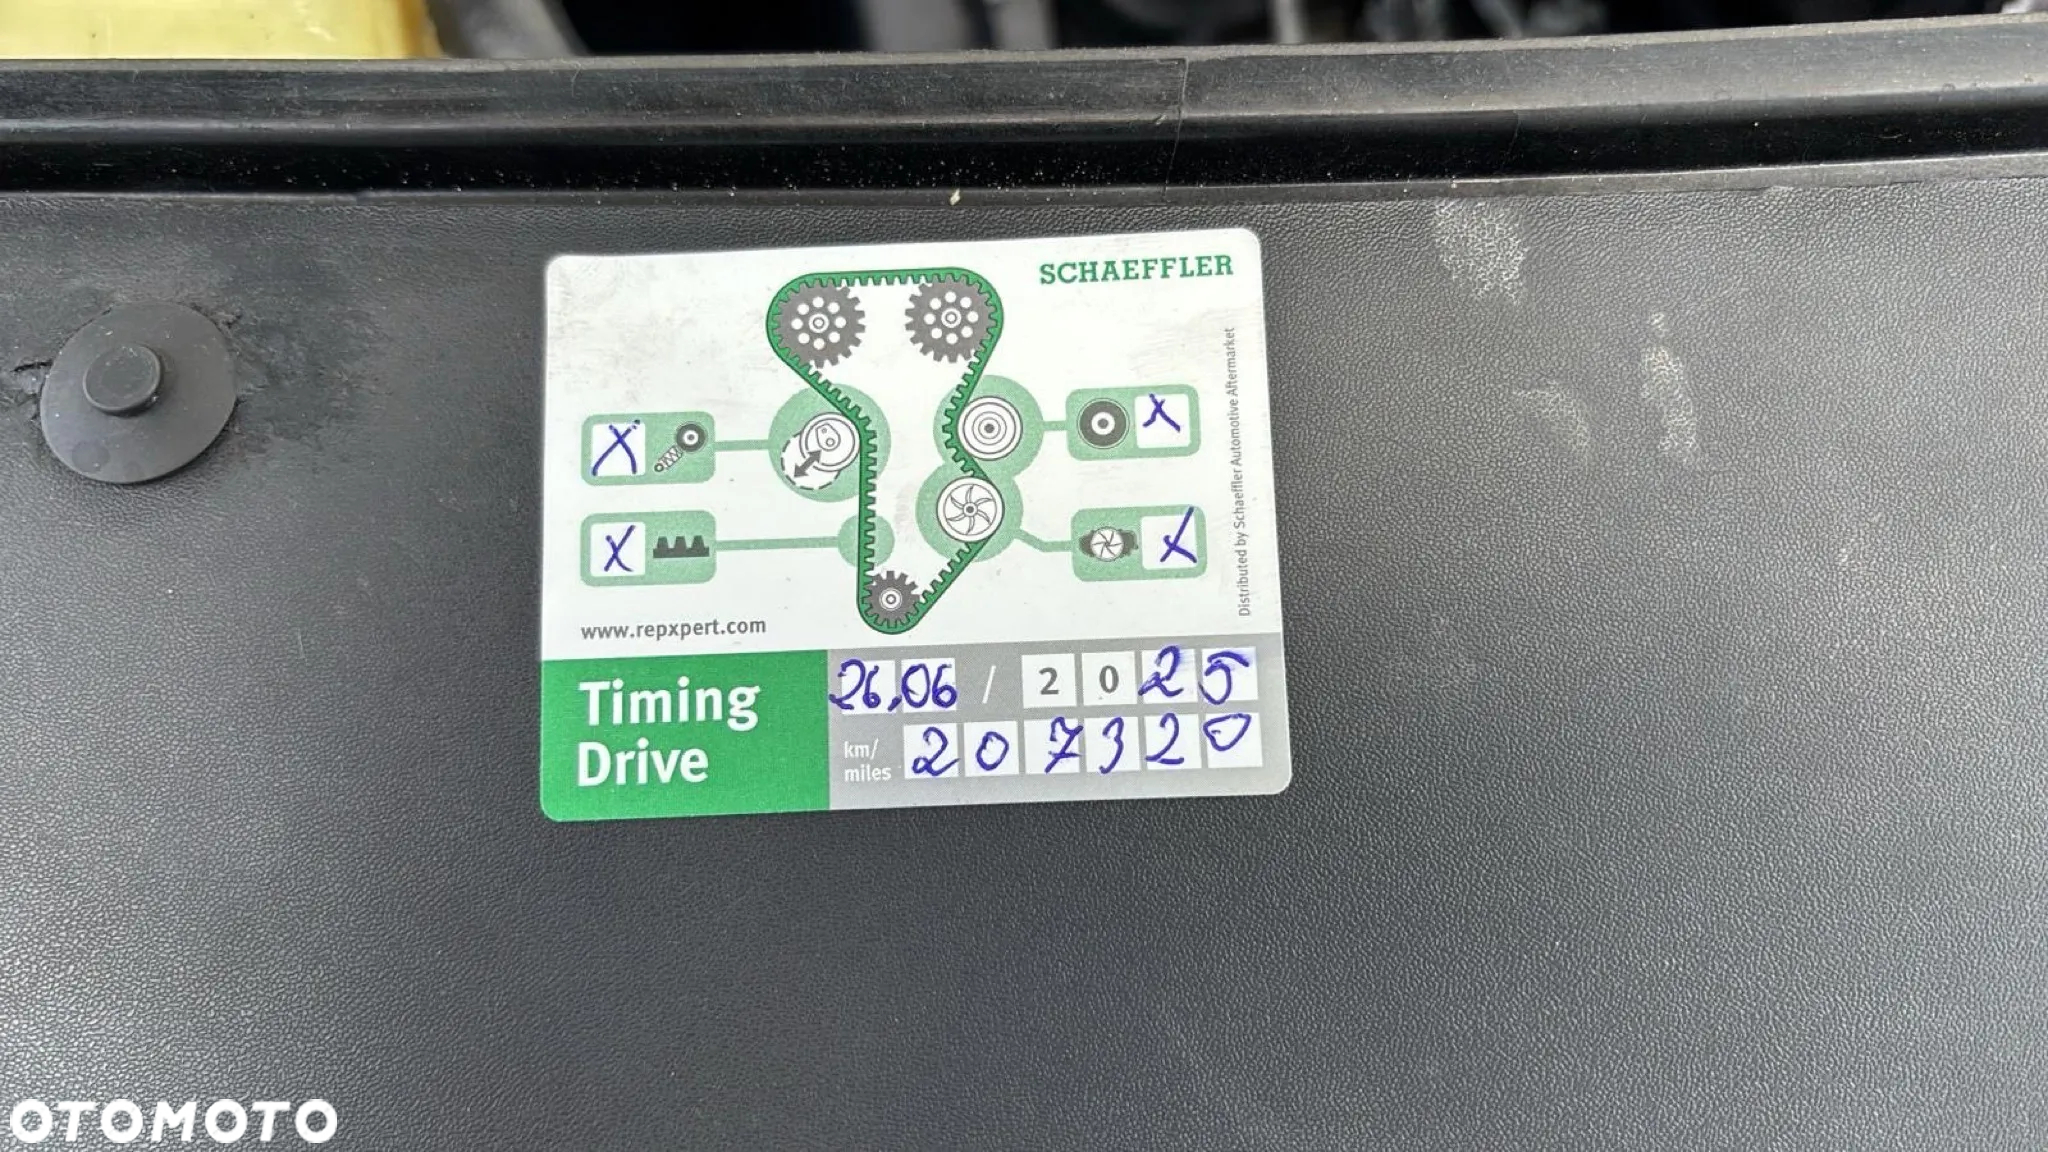 SCHAEFFLER
X
X
X
X
Distributed by Schaeffler Automotive Aftermarket
www.repxpert.com
Timing
Drive
26.06 / 2025
km/
miles
207320
OTOMOTO